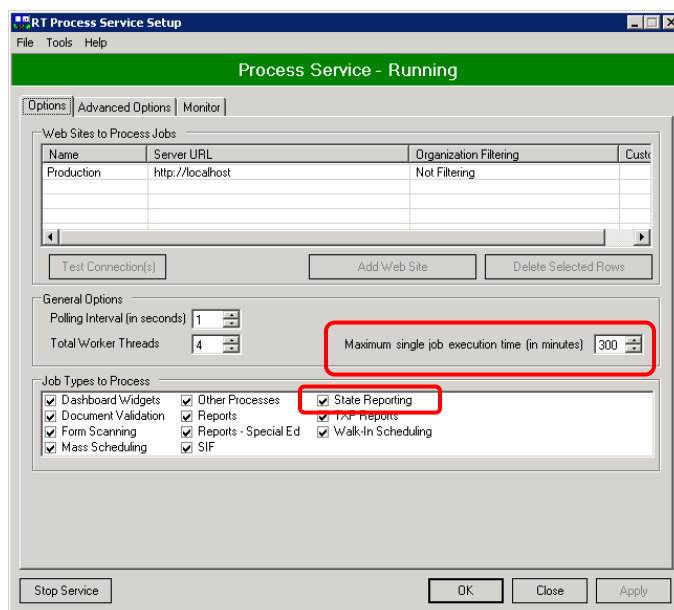 RT Process Service Setup
File Tools Help
Process Service - Running
Options Advanced Options Monitor
Web Sites to Process Jobs
Name Server URL Organization Filtering Custo
Production http://localhost Not Filtering
Test Connection(s) Add Web Site Delete Selected Rows
General Options
Polling Interval (in seconds) 1
Total Worker Threads 4 Maximum single job execution time (in minutes) 300
Job Types to Process
Dashboard Widgets Other Processes State Reporting
Document Validation Reports TXP Reports
Form Scanning Reports - Special Ed Walk-In Scheduling
Mass Scheduling SIF
Stop Service OK Close Apply